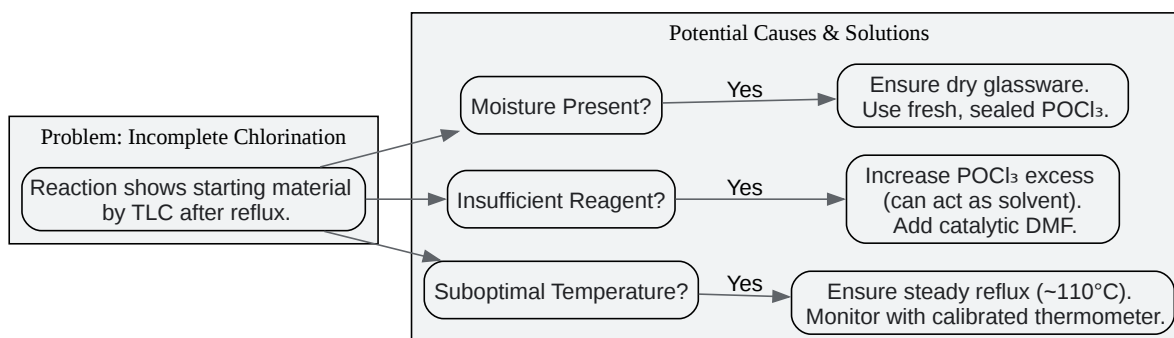 Potential Causes & Solutions
Moisture Present?
Yes
Ensure dry glassware.
Use fresh, sealed POCl₃.
Problem: Incomplete Chlorination
Reaction shows starting material
by TLC after reflux.
Insufficient Reagent?
Yes
Increase POCl₃ excess
(can act as solvent).
Add catalytic DMF.
Suboptimal Temperature?
Yes
Ensure steady reflux (~110°C).
Monitor with calibrated thermometer.